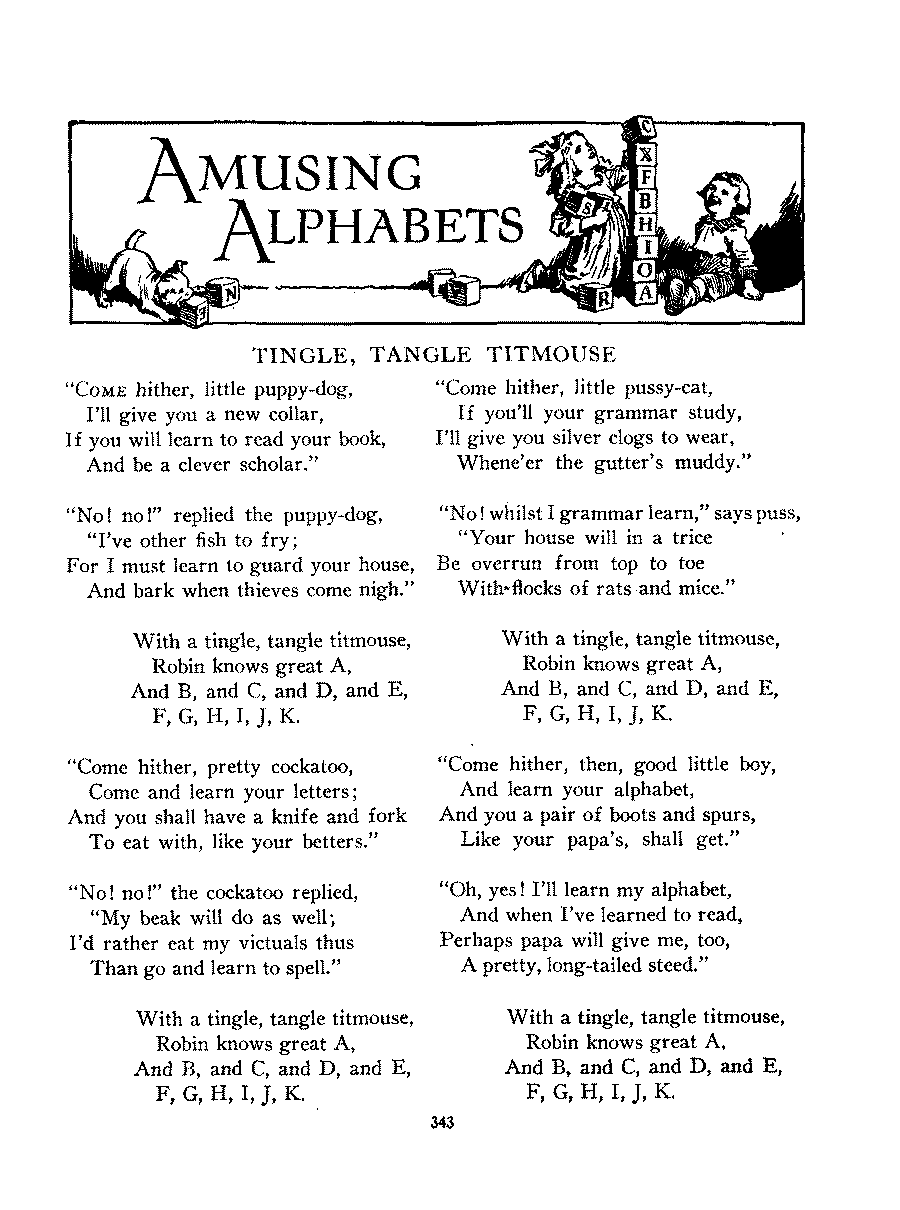 AMUSING
ALPHABETS
C
X
F
B
H
I
O
A
S
R
N
E
TINGLE, TANGLE TITMOUSE
“COME hither, little puppy-dog,
I’ll give you a new collar,
If you will learn to read your book,
And be a clever scholar.”
“No! no!” replied the puppy-dog,
“I’ve other fish to fry;
For I must learn to guard your house,
And bark when thieves come nigh.”
With a tingle, tangle titmouse,
Robin knows great A,
And B, and C, and D, and E,
F, G, H, I, J, K.
“Come hither, pretty cockatoo,
Come and learn your letters;
And you shall have a knife and fork
To eat with, like your betters.”
“No! no!” the cockatoo replied,
“My beak will do as well;
I’d rather eat my victuals thus
Than go and learn to spell.”
With a tingle, tangle titmouse,
Robin knows great A,
And B, and C, and D, and E,
F, G, H, I, J, K.
“Come hither, little pussy-cat,
If you’ll your grammar study,
I’ll give you silver clogs to wear,
Whene’er the gutter’s muddy.”
“No! whilst I grammar learn,” says puss,
“Your house will in a trice
Be overrun from top to toe
With flocks of rats and mice.”
With a tingle, tangle titmouse,
Robin knows great A,
And B, and C, and D, and E,
F, G, H, I, J, K.
“Come hither, then, good little boy,
And learn your alphabet,
And you a pair of boots and spurs,
Like your papa’s, shall get.”
“Oh, yes! I’ll learn my alphabet,
And when I’ve learned to read,
Perhaps papa will give me, too,
A pretty, long-tailed steed.”
With a tingle, tangle titmouse,
Robin knows great A,
And B, and C, and D, and E,
F, G, H, I, J, K.
343